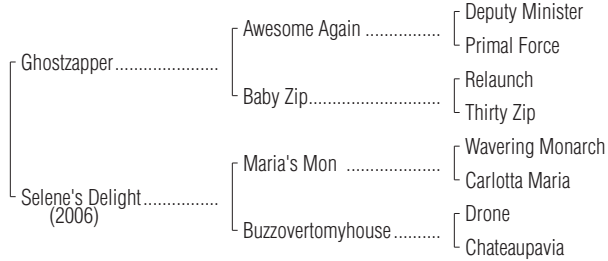 Deputy Minister
Awesome Again ..................
Primal Force
Ghostzapper......................
Relaunch
Baby Zip............................
Thirty Zip
Wavering Monarch
Maria's Mon ....................
Carlotta Maria
Selene's Delight................
(2006)
Drone
Buzzovertomyhouse..........
Chateaupavia